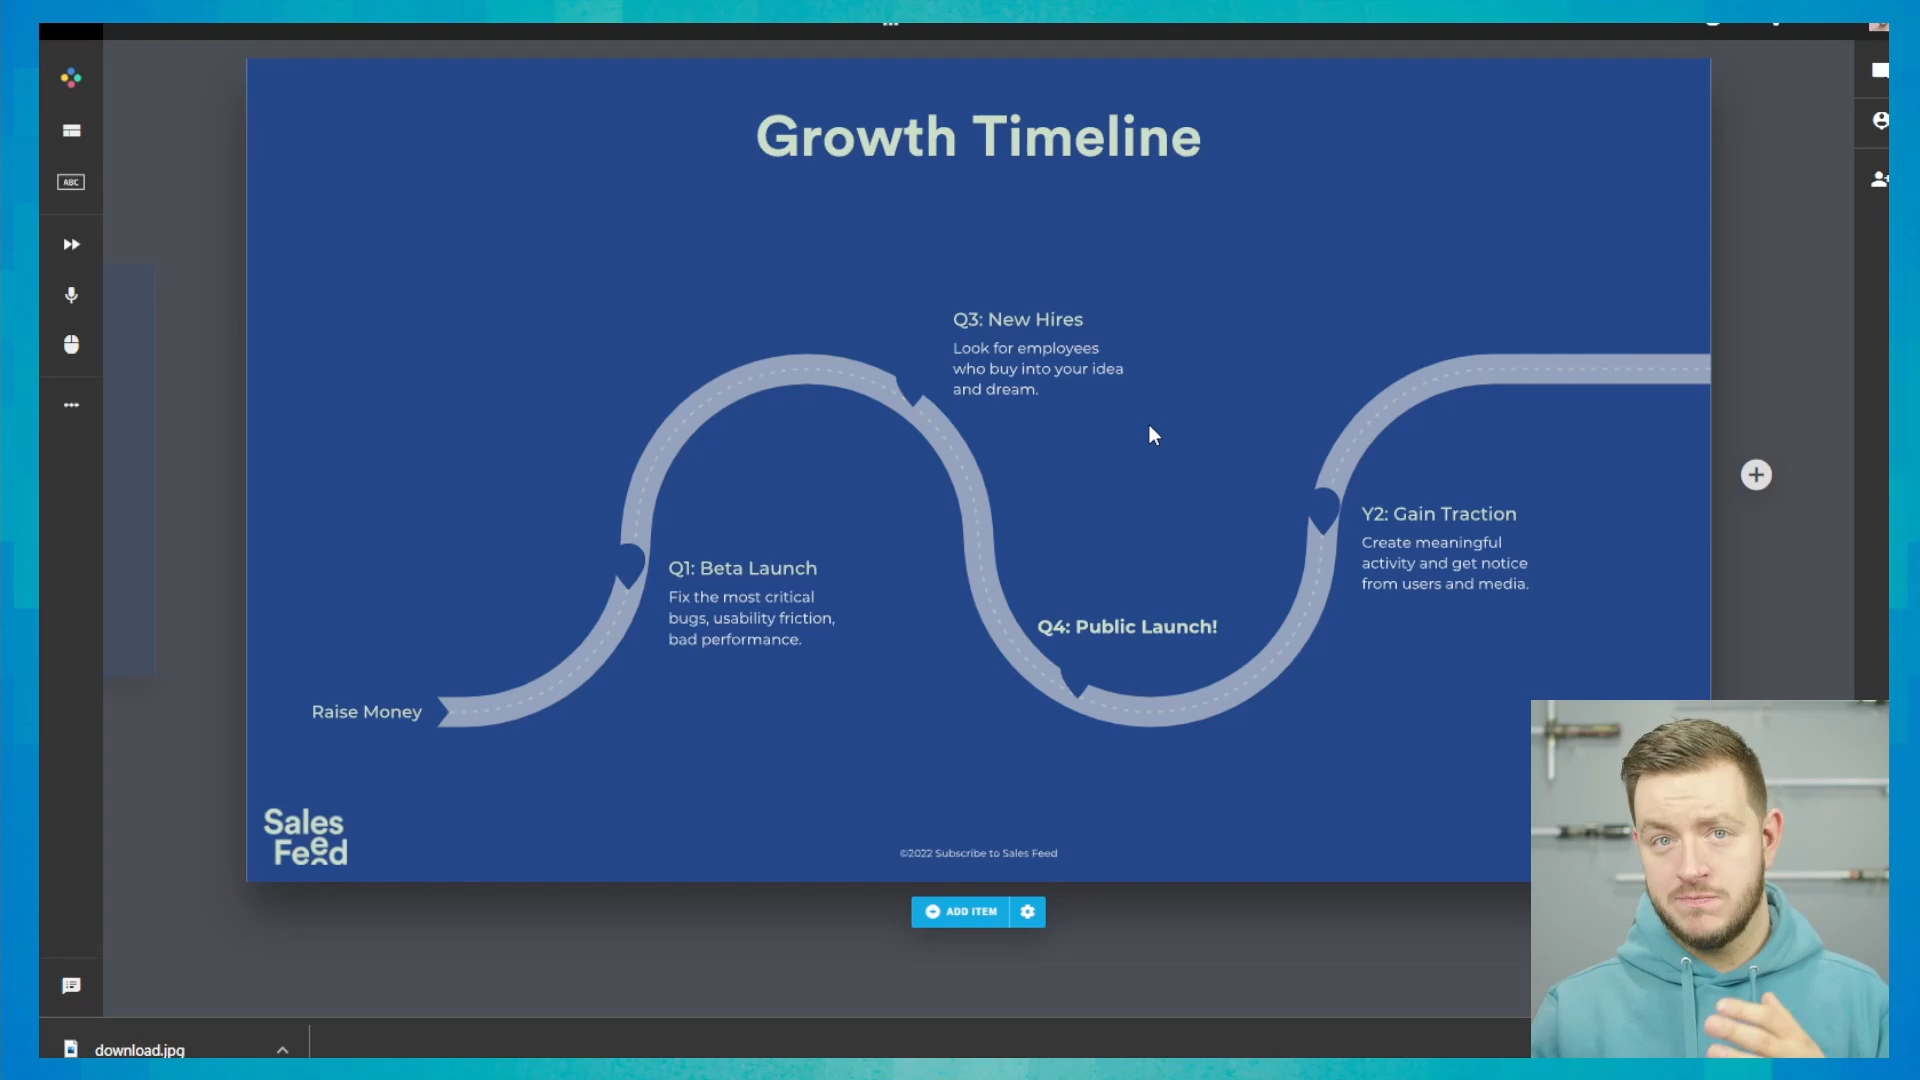 ABC
Growth Timeline
Q3: New Hires
Look for employees
who buy into your idea
and dream.
Q1: Beta Launch
Fix the most critical
bugs, usability friction,
bad performance.
Y2: Gain Traction
Create meaningful
activity and get notice
from users and media.
Q4: Public Launch!
Raise Money
Sales
Feed
©2022 Subscribe to Sales Feed
ADD ITEM
download.jpg